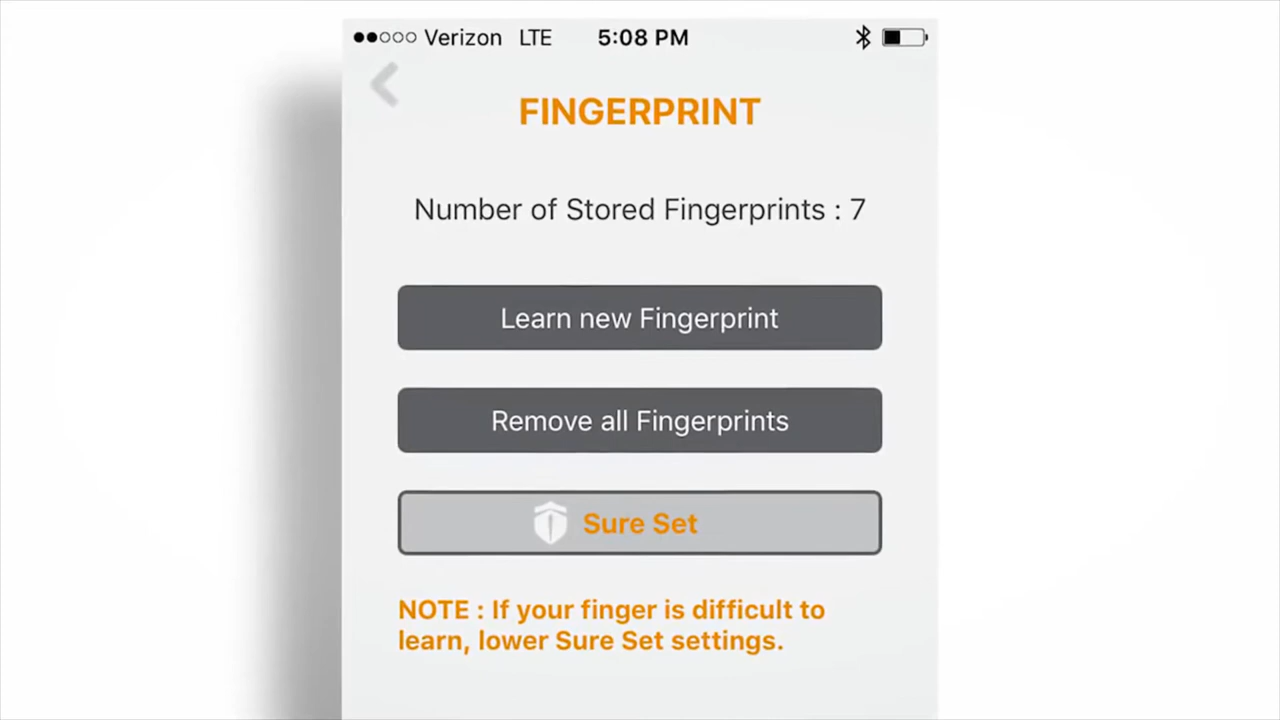 Verizon LTE 5:08 PM
FINGERPRINT
Number of Stored Fingerprints : 7
Learn new Fingerprint
Remove all Fingerprints
Sure Set
NOTE : If your finger is difficult to
learn, lower Sure Set settings.